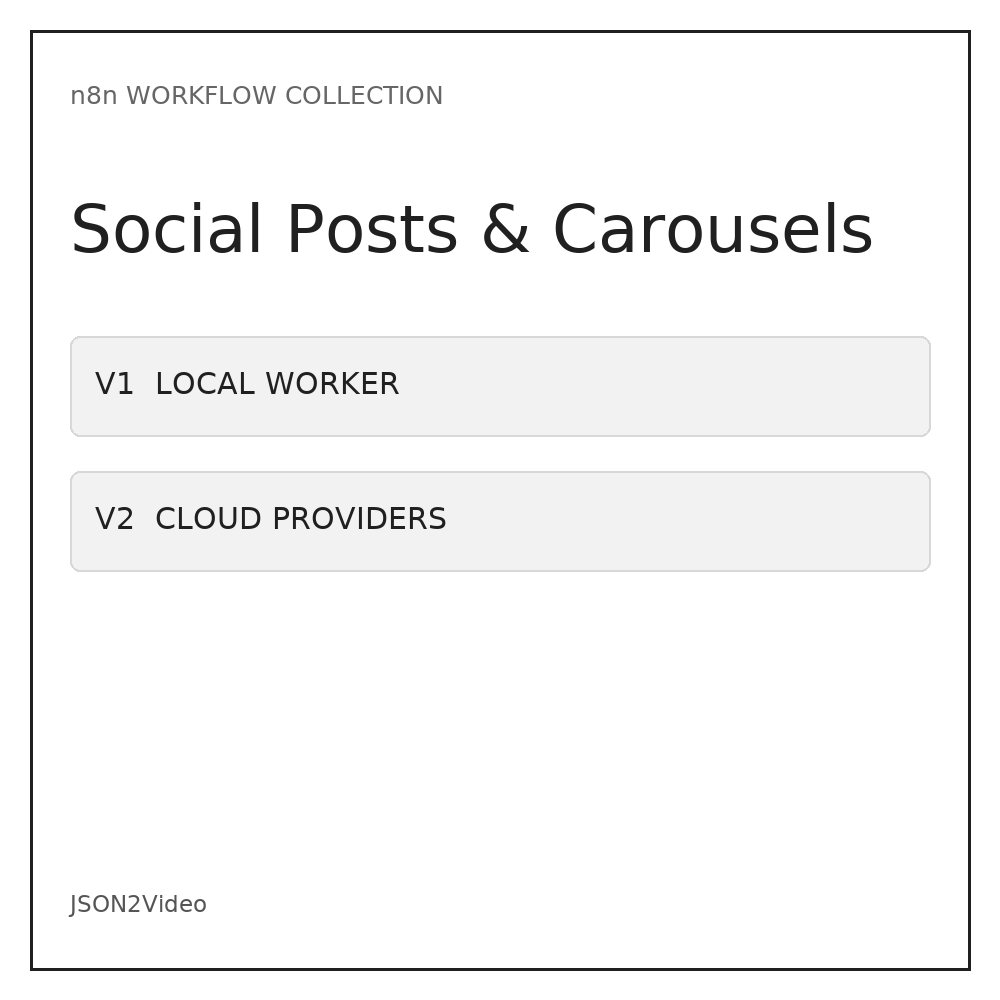 n8n WORKFLOW COLLECTION
Social Posts & Carousels
V1 LOCAL WORKER
V2 CLOUD PROVIDERS
JSON2Video